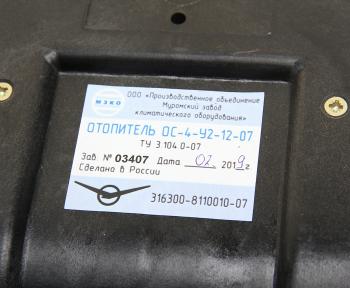 ООО «Производственное объединение
Муромский завод
климатического оборудования»
МЗКО
ОТОПИТЕЛЬ ОС-4-У2-12-07
ТУ 3.104.0-07
Зав. № 03407 Дата 02. 2019г
Сделано в России
316300-8110010-07